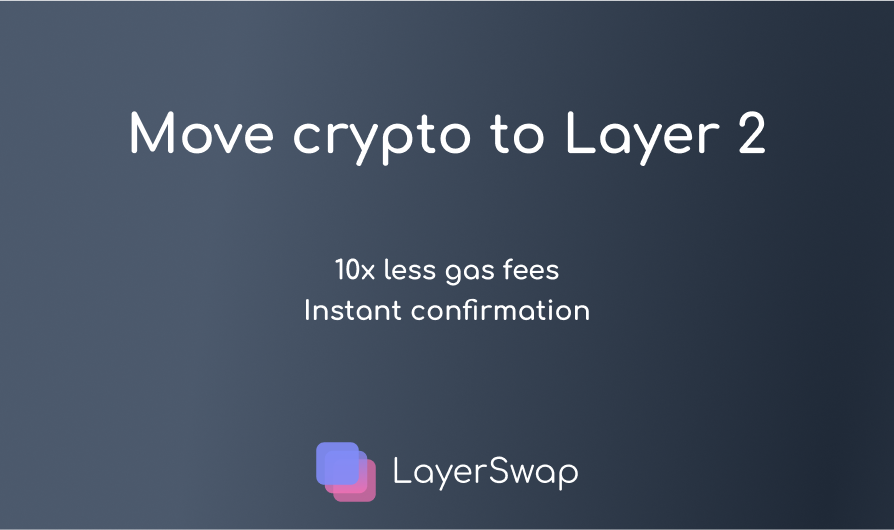 Move crypto to Layer 2
10x less gas fees
Instant confirmation
LayerSwap